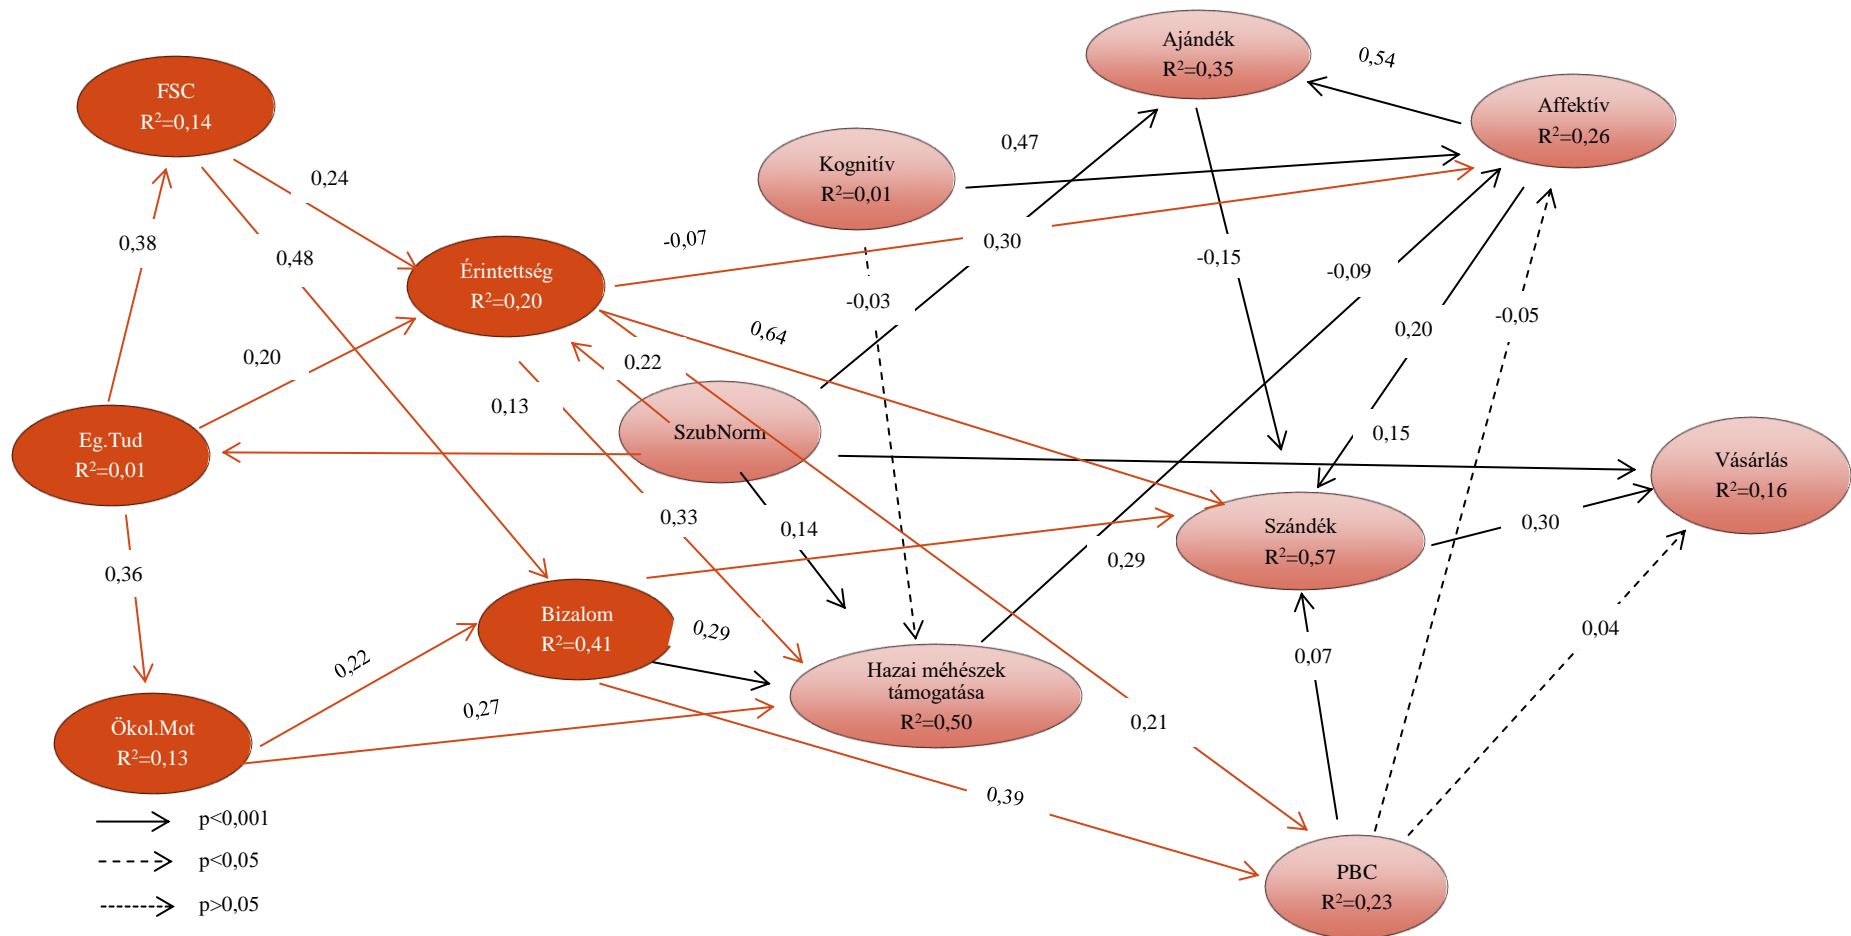 Ajándék
R²=0,35
0,54
FSC
R²=0,14
Affektív
R²=0,26
0,47
Kognitív
R²=0,01
0,24
0,38
0,48
-0,07
0,30
-0,15
-0,09
Érintettség
R²=0,20
-0,03
-0,05
0,64
0,20
0,20
0,22
0,13
SzubNorm
0,15
Eg.Tud
R²=0,01
Vásárlás
R²=0,16
0,33
0,14
Szándék
R²=0,57
0,30
0,29
0,36
Bizalom
R²=0,41
0,29
0,04
0,22
0,07
Hazai méhészek
támogatása
R²=0,50
0,27
0,21
Ökol.Mot
R²=0,13
0,39
p<0,001
p<0,05
p>0,05
PBC
R²=0,23